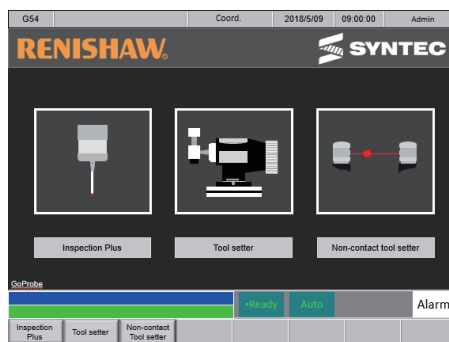 G54 Coord. 2018/5/09 09:00:00 Admin
RENISHAW. SYNTEC
Inspection Plus Tool setter Non-contact tool setter
GoProbe
•Ready Auto Alarm
Inspection Plus Tool setter Non-contact Tool setter